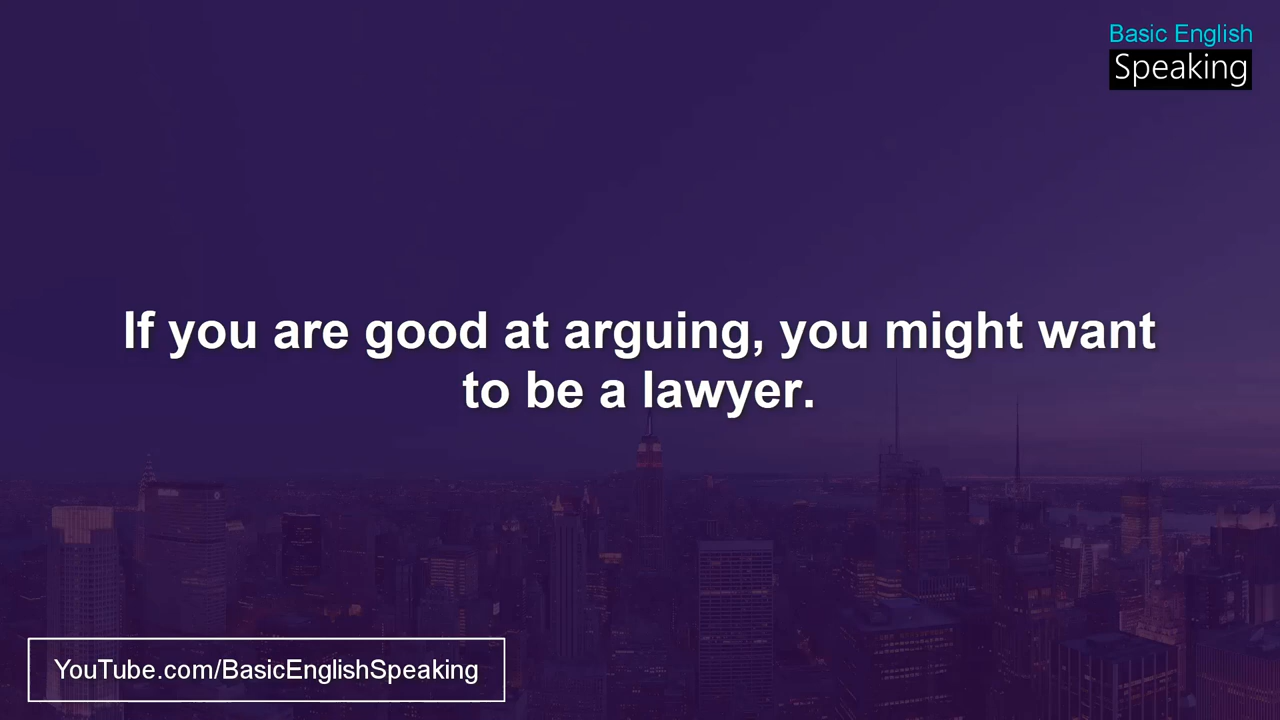 Basic English
Speaking
If you are good at arguing, you might want
to be a lawyer.
YouTube.com/BasicEnglishSpeaking